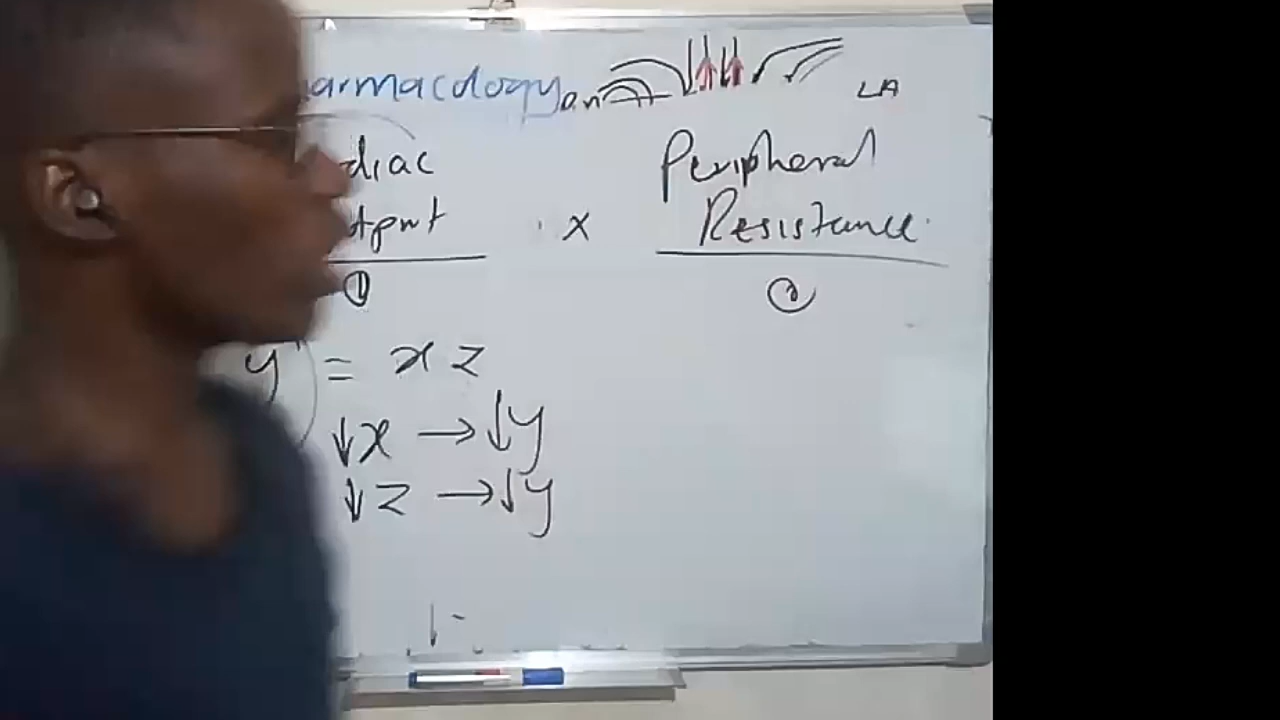 armacology LA
diac Peripheral
tput x Resistance
① ②
y = x z
↓x → ↓y
↓z → ↓y